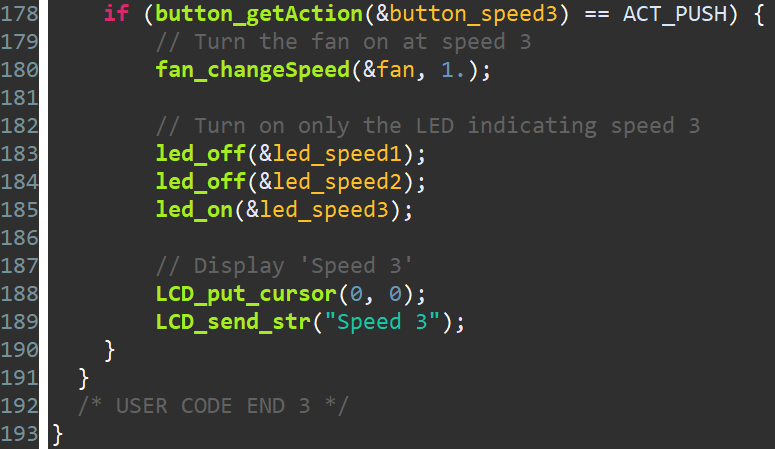 178     if (button_getAction(&button_speed3) == ACT_PUSH) {
179         // Turn the fan on at speed 3
180         fan_changeSpeed(&fan, 1.);
181
182         // Turn on only the LED indicating speed 3
183         led_off(&led_speed1);
184         led_off(&led_speed2);
185         led_on(&led_speed3);
186
187         // Display 'Speed 3'
188         LCD_put_cursor(0, 0);
189         LCD_send_str("Speed 3");
190     }
191   }
192   /* USER CODE END 3 */
193 }